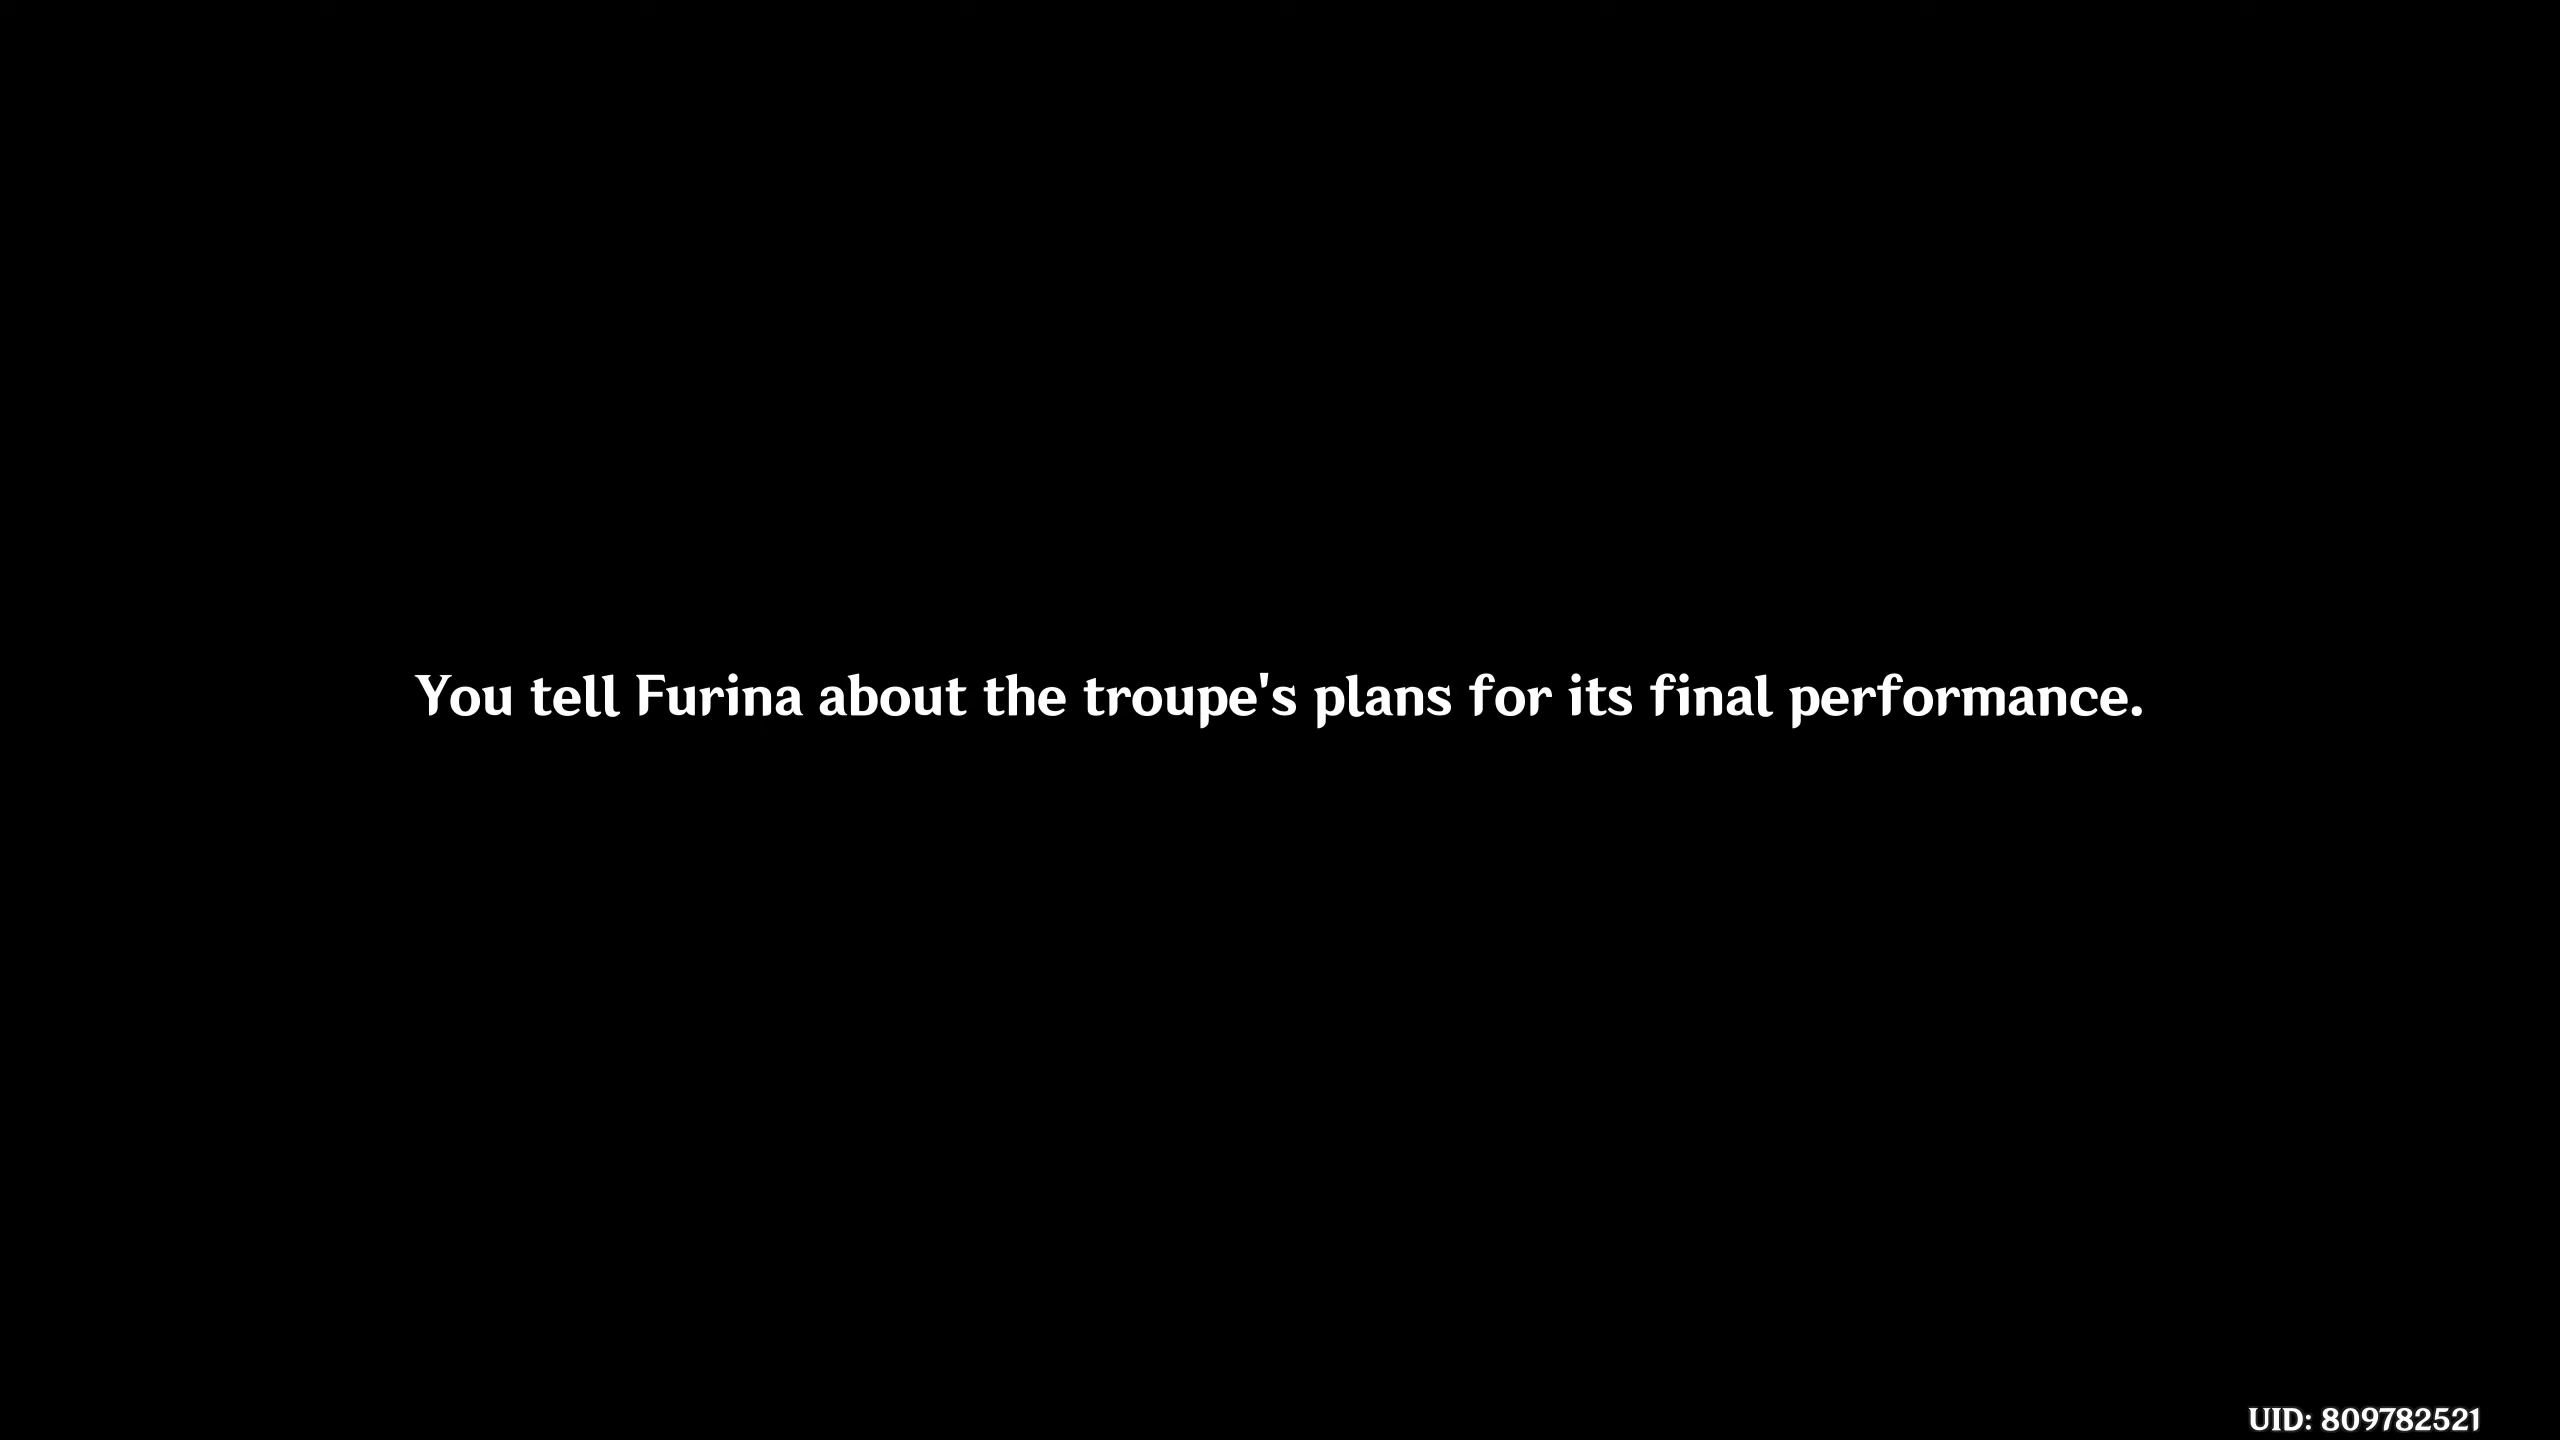 You tell Furina about the troupe's plans for its final performance.
UID: 809782521